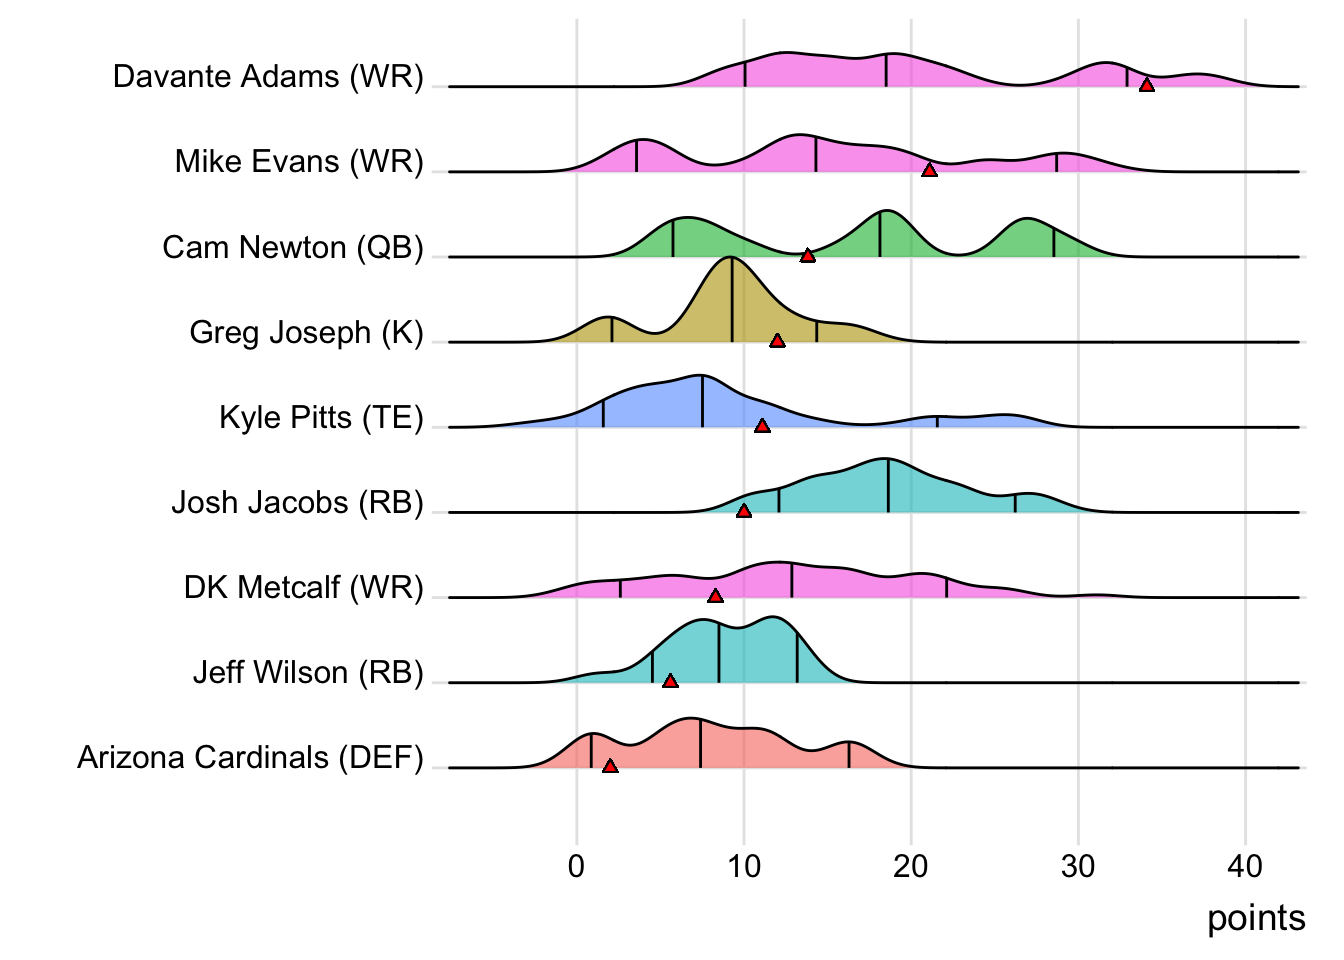 Davante Adams (WR)
Mike Evans (WR)
Cam Newton (QB)
Greg Joseph (K)
Kyle Pitts (TE)
Josh Jacobs (RB)
DK Metcalf (WR)
Jeff Wilson (RB)
Arizona Cardinals (DEF)
0 10 20 30 40
points